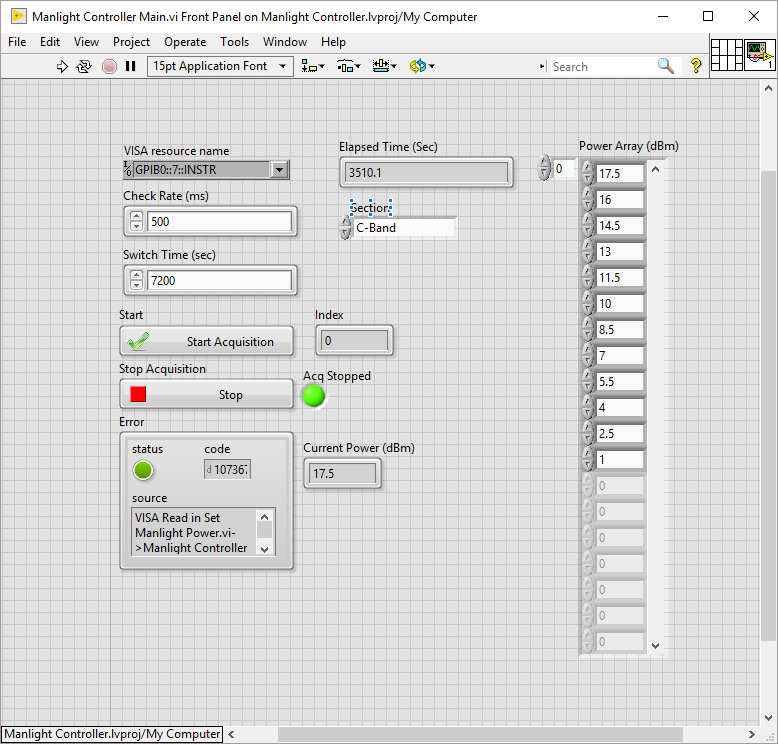 Manlight Controller Main.vi Front Panel on Manlight Controller.lvproj/My Computer
File Edit View Project Operate Tools Window Help
15pt Application Font
Search
?
1
VISA resource name
GPIB0::7::INSTR
Check Rate (ms)
500
Switch Time (sec)
7200
Start
Start Acquisition
Stop Acquisition
Stop
Error
status
code
d 10736
source
VISA Read in Set
Manlight Power.vi-
>Manlight Controller
Elapsed Time (Sec)
3510.1
Section
C-Band
Index
0
Acq Stopped
Current Power (dBm)
17.5
Power Array (dBm)
0
17.5
16
14.5
13
11.5
10
8.5
7
5.5
4
2.5
1
0
0
0
0
0
0
0
Manlight Controller.lvproj/My Computer